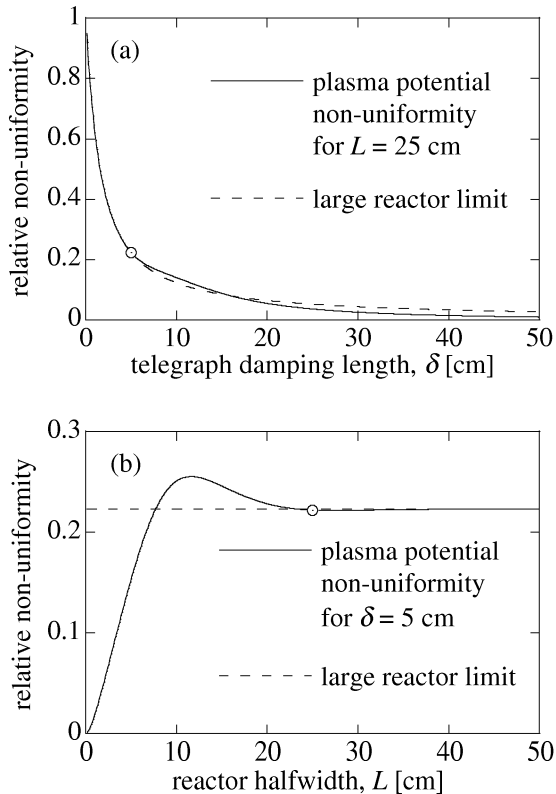 1
(a)
0.8
plasma potential
non-uniformity
for L = 25 cm
0.6
relative non-uniformity
0.4
large reactor limit
0.2
0
0 10 20 30 40 50
telegraph damping length, δ [cm]
0.3
(b)
0.2
relative non-uniformity
plasma potential
non-uniformity
for δ = 5 cm
0.1
large reactor limit
0
0 10 20 30 40 50
reactor halfwidth, L [cm]